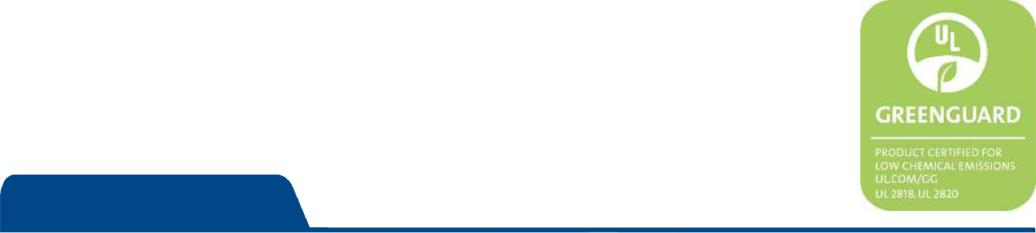 UL
GREENGUARD
PRODUCT CERTIFIED FOR
LOW CHEMICAL EMISSIONS
UL.COM/GG
UL 2818, UL 2820